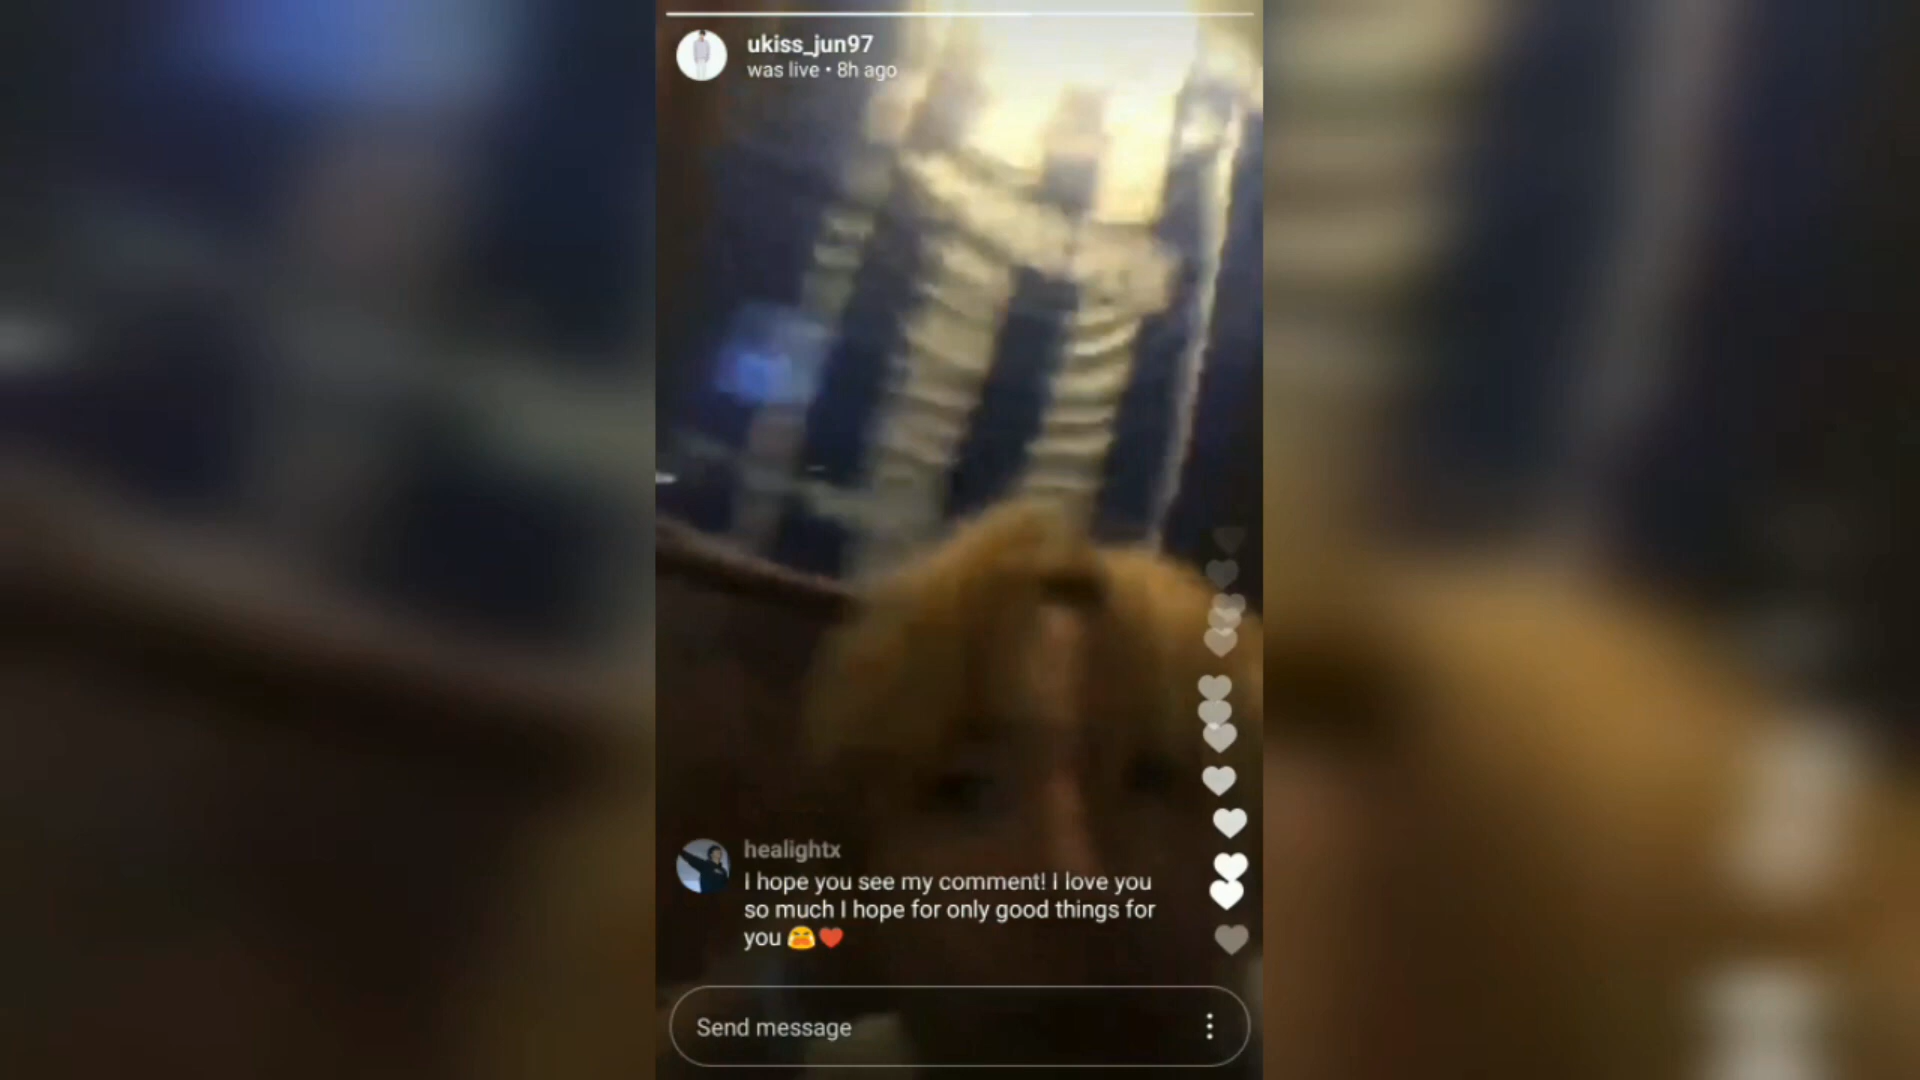 ukiss_jun97
was live • 8h ago
healightx
I hope you see my comment! I love you
so much I hope for only good things for
you 😫❤️
Send message